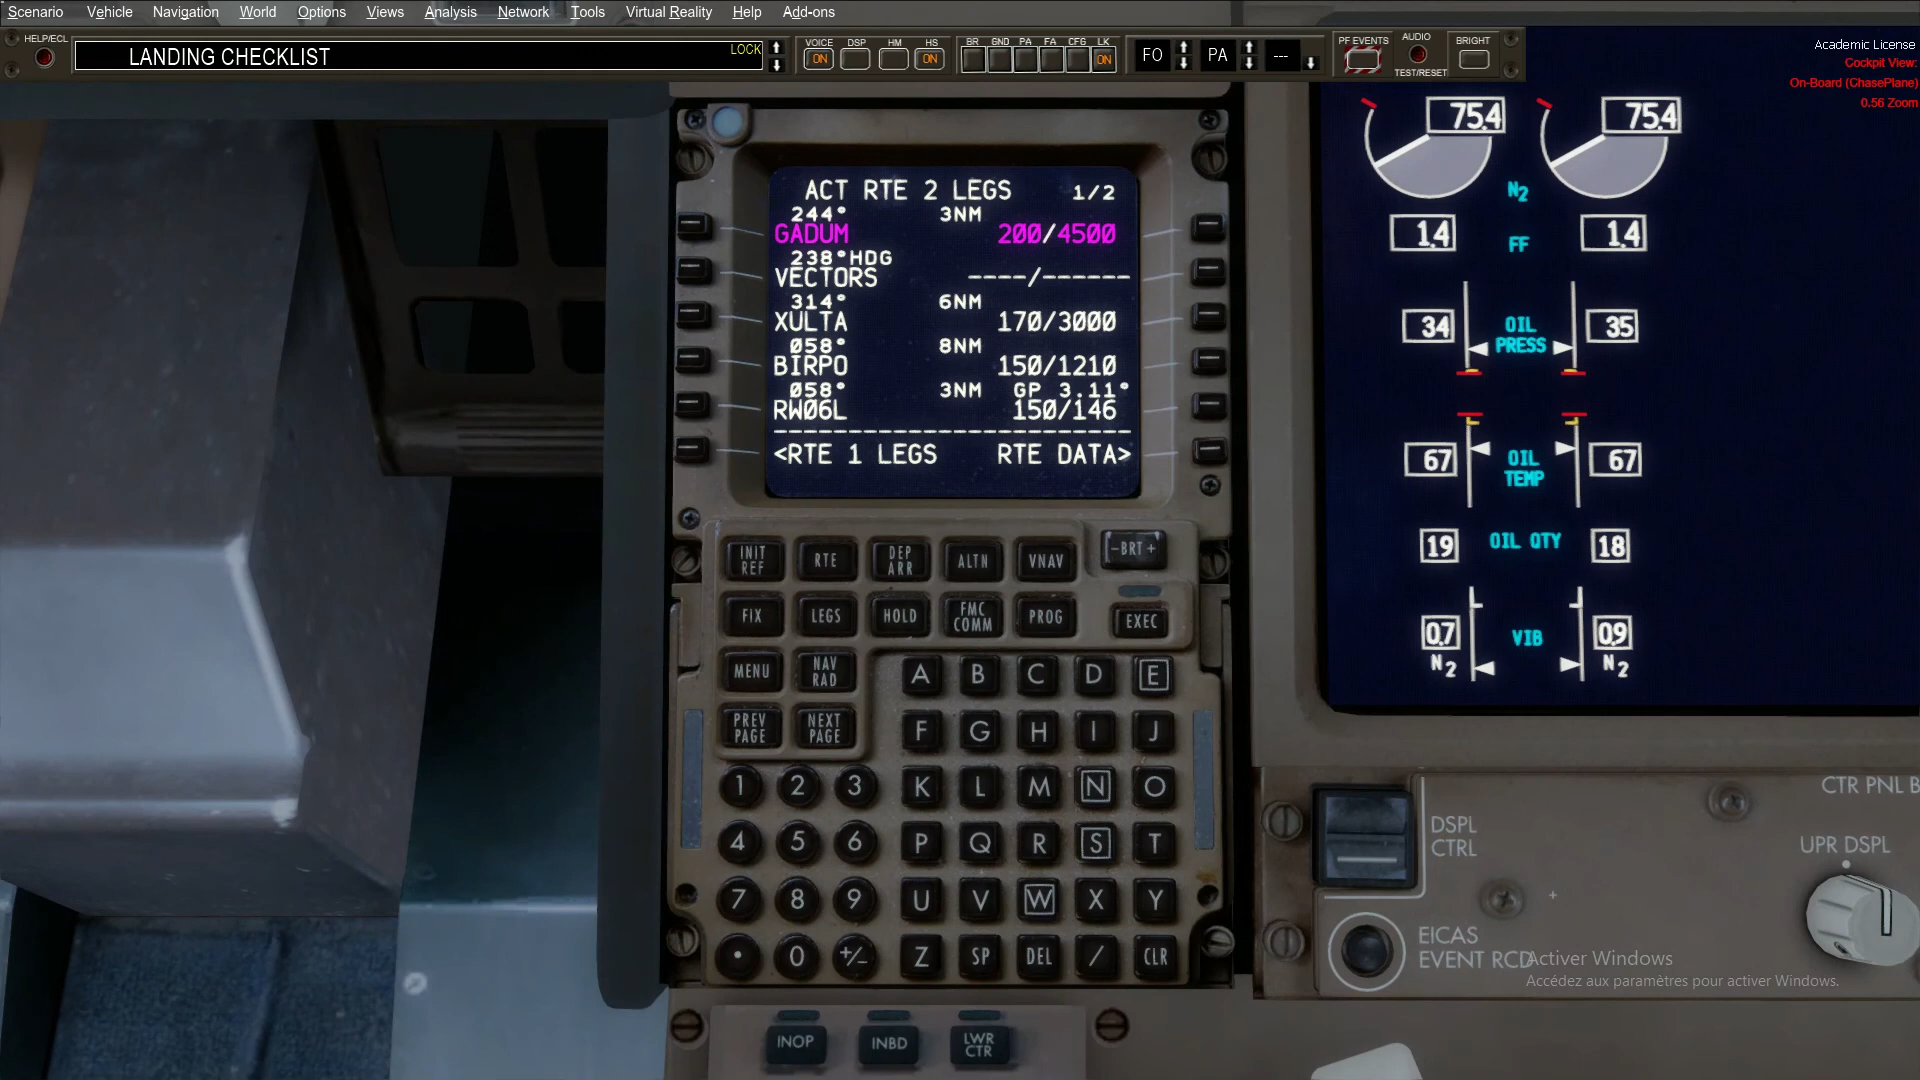 Scenario Vehicle Navigation World Options Views Analysis Network Tools Virtual Reality Help Add-ons
HELP/ECL
LANDING CHECKLIST
LOCK
VOICE DSP HM HS
ON ON
BR GND PA FA CFG LK
ON
FO PA ---
PF EVENTS
AUDIO
TEST/RESET
BRIGHT
Academic License
Cockpit View:
On-Board (ChasePlane)
0.56 Zoom
ACT RTE 2 LEGS 1/2
244° 3NM
GADUM 200/4500
238°HDG
VECTORS ----/------
314° 6NM
XULTA 170/3000
058° 8NM
BIRPO 150/1210
058° 3NM GP 3.11°
RW06L 150/146
<RTE 1 LEGS RTE DATA>
INIT REF RTE DEP ARR ALTN VNAV -BRT+
FIX LEGS HOLD FMC COMM PROG EXEC
MENU NAV RAD
PREV PAGE NEXT PAGE
A B C D E
F G H I J
1 2 3 K L M N O
4 5 6 P Q R S T
7 8 9 U V W X Y
. 0 +/- Z SP DEL / CLR
INOP INBD LWR CTR
75.4 75.4
N2
1.4 FF 1.4
34 OIL PRESS 35
67 OIL TEMP 67
19 OIL QTY 18
0.7 VIB 0.9
N2 N2
CTR PNL B
DSPL
CTRL
UPR DSPL
EICAS
EVENT RCD
Activer Windows
Accédez aux paramètres pour activer Windows.